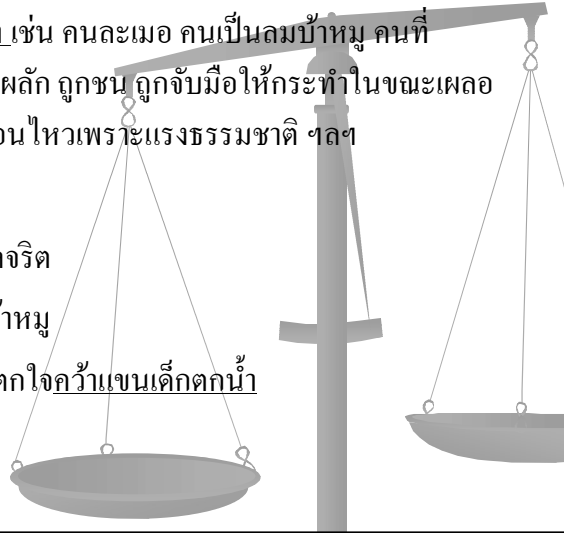 เช่น คนละเมอ คนเป็นลมบ้าหมู คนที่
ผลัก ถูกชน ถูกจับมือให้กระทำในขณะเผลอ
อนไหวเพราะแรงธรรมชาติ ฯลฯ
าจริต
าหมู
ตกใจคว้าแขนเด็กตกน้ำ